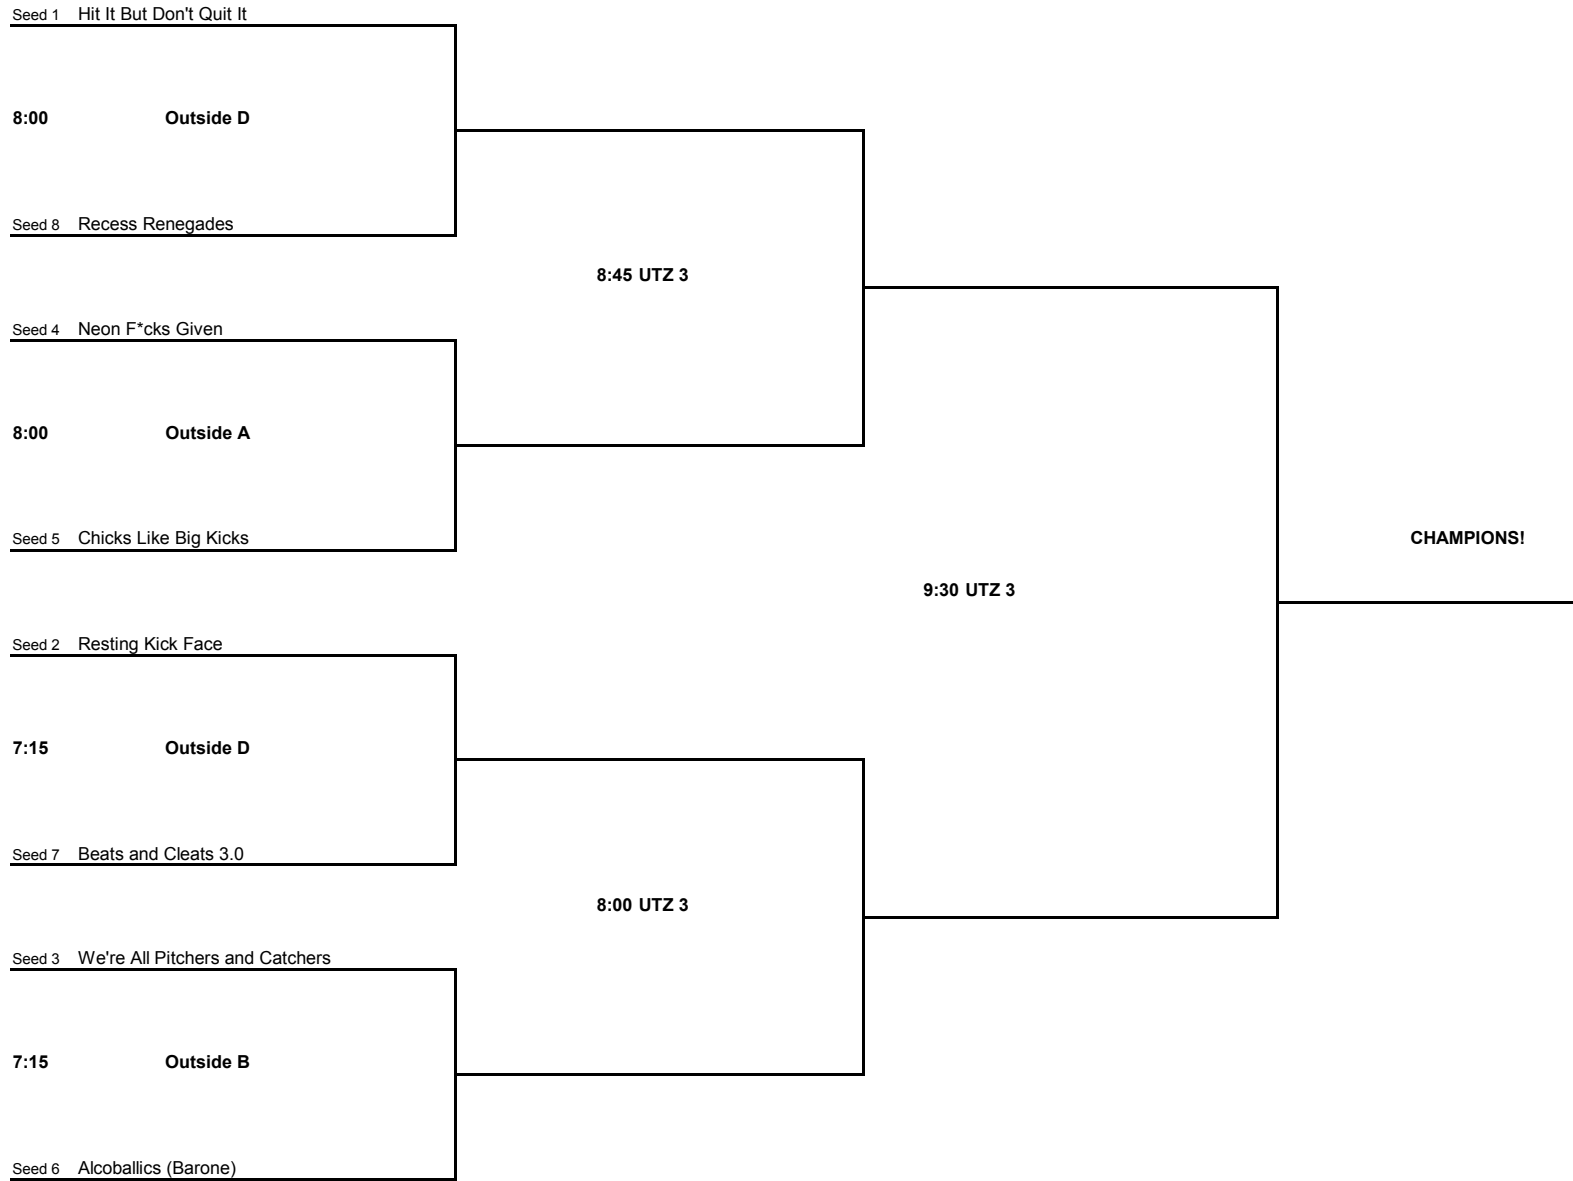 Seed 1 Hit It But Don't Quit It
8:00 Outside D
Seed 8 Recess Renegades
8:45 UTZ 3
Seed 4 Neon F*cks Given
8:00 Outside A
Seed 5 Chicks Like Big Kicks
CHAMPIONS!
9:30 UTZ 3
Seed 2 Resting Kick Face
7:15 Outside D
Seed 7 Beats and Cleats 3.0
8:00 UTZ 3
Seed 3 We're All Pitchers and Catchers
7:15 Outside B
Seed 6 Alcoballics (Barone)